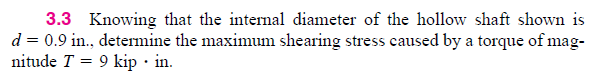 3.3 Knowing that the internal diameter of the hollow shaft shown is
d = 0.9 in., determine the maximum shearing stress caused by a torque of mag-
nitude T = 9 kip · in.